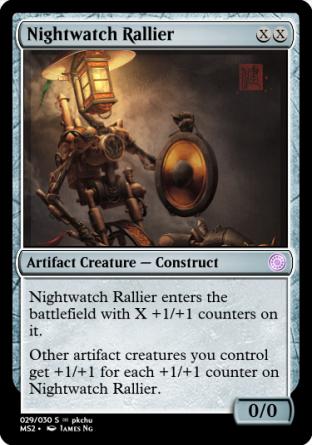 Nightwatch Rallier XX
Artifact Creature — Construct
Nightwatch Rallier enters the
battlefield with X +1/+1 counters on
it.
Other artifact creatures you control
get +1/+1 for each +1/+1 counter on
Nightwatch Rallier.
0/0
029/030 S = pkchu
MS2 • James Ng